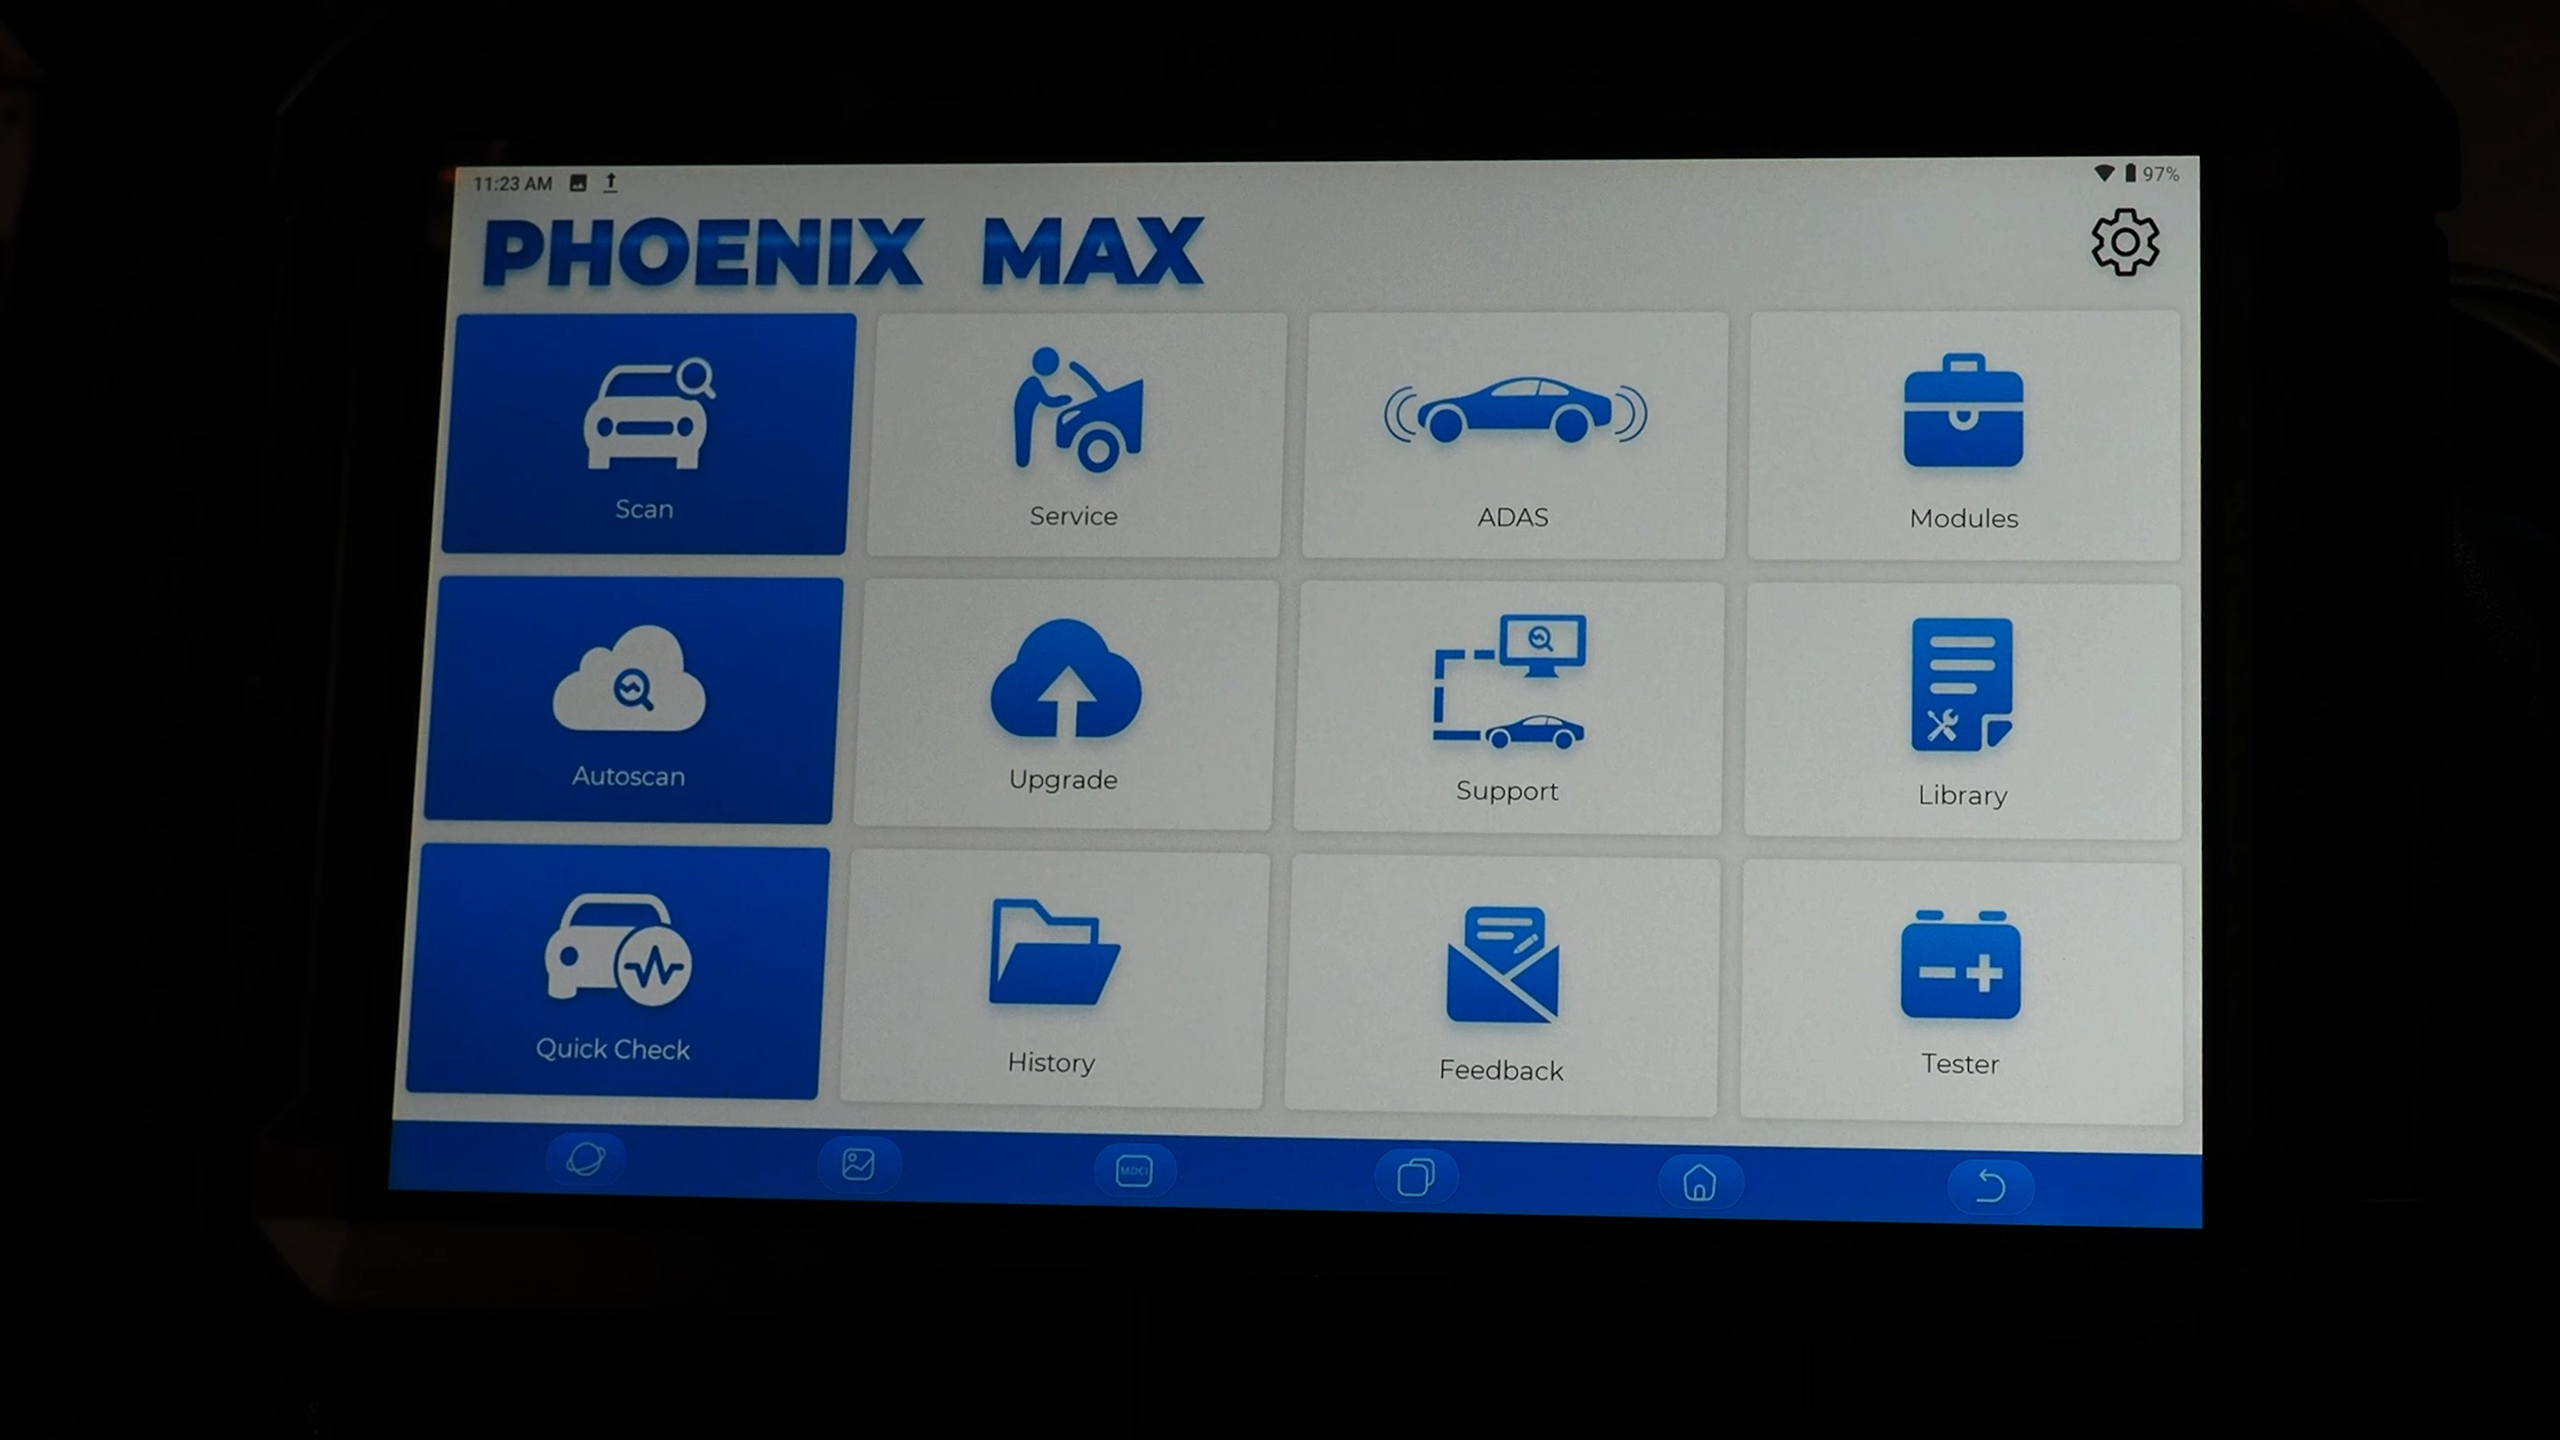 11:23 AM
97%
PHOENIX MAX
Scan
Service
ADAS
Modules
Autoscan
Upgrade
Support
Library
Quick Check
History
Feedback
Tester
MDCI